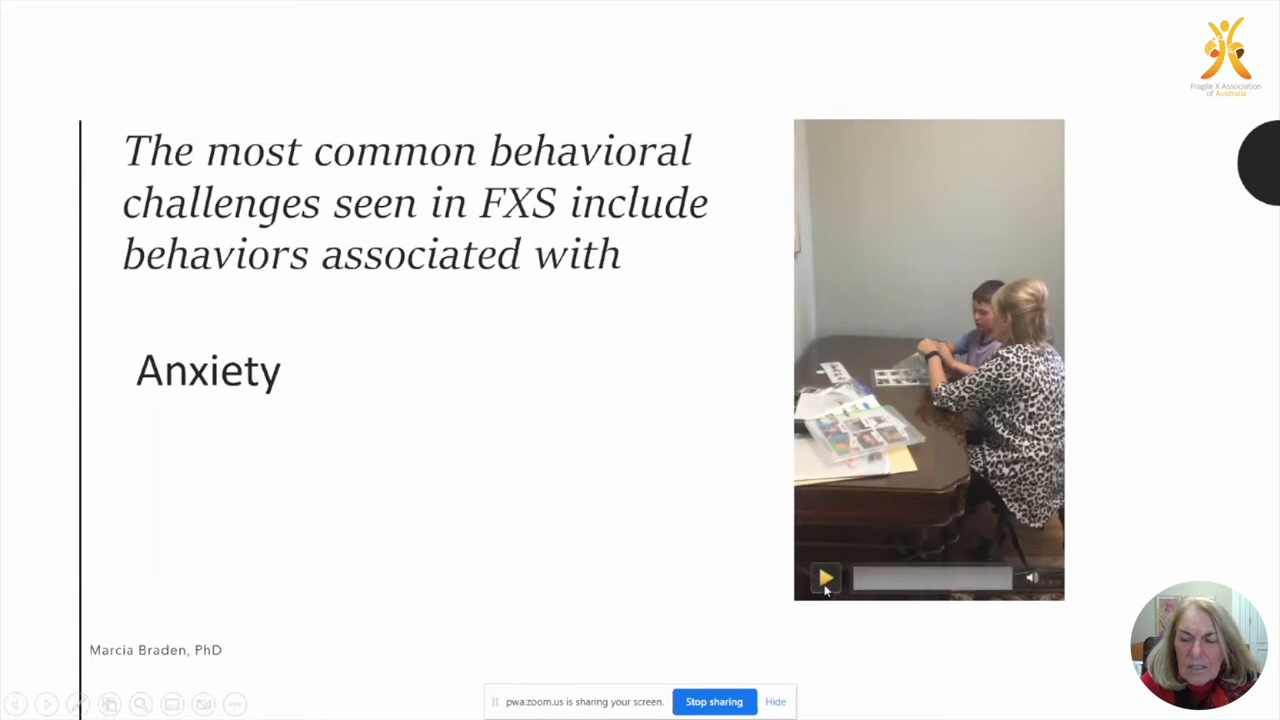 Fragile X Association
of Australia
The most common behavioral
challenges seen in FXS include
behaviors associated with
Anxiety
Marcia Braden, PhD
pwa.zoom.us is sharing your screen.
Stop sharing
Hide